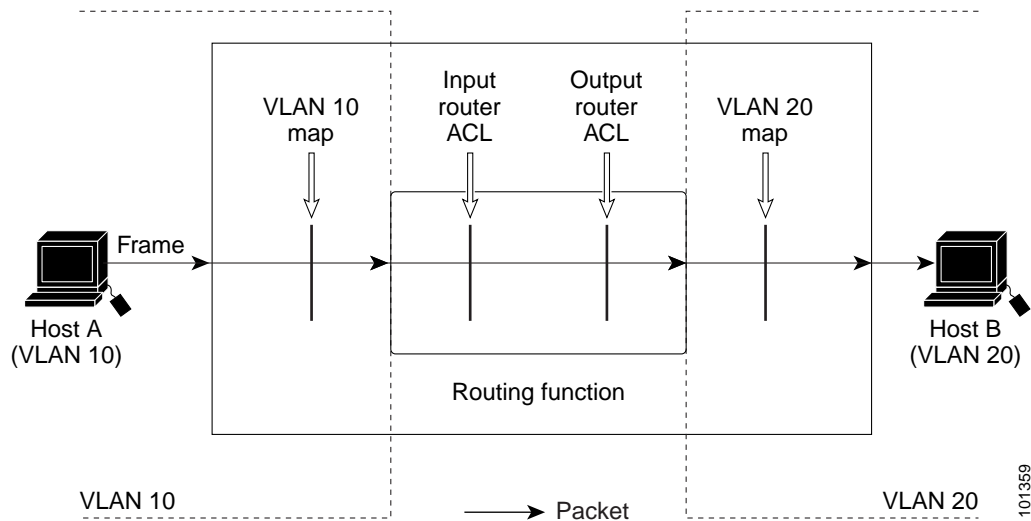 Input
router
ACL
Output
router
ACL
VLAN 10
map
VLAN 20
map
Frame
Host A
(VLAN 10)
Host B
(VLAN 20)
Routing function
VLAN 10
Packet
VLAN 20
101359